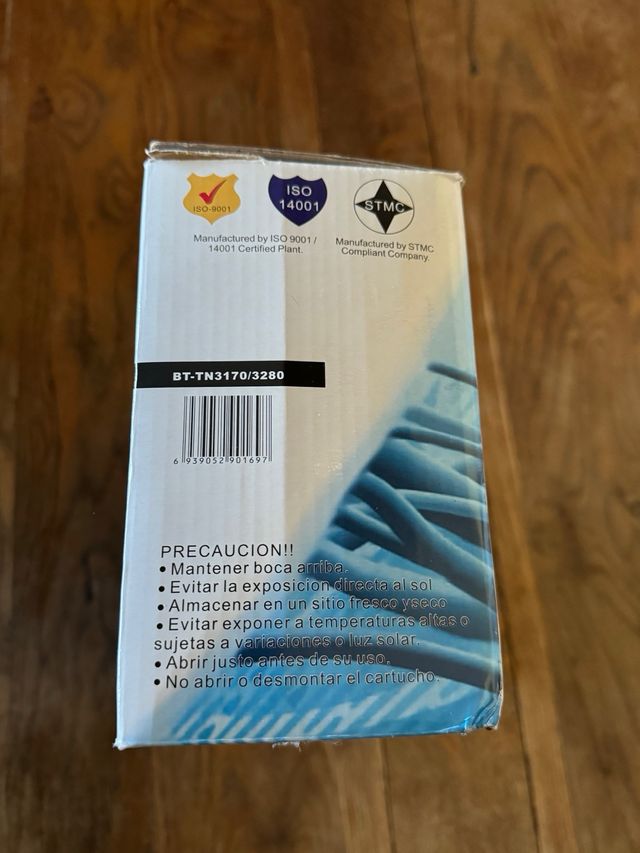 ISO-9001
ISO
14001
STMC
Manufactured by ISO 9001 /
14001 Certified Plant.
Manufactured by STMC
Compliant Company.
BT-TN3170/3280
6 939052 901697
PRECAUCION!!
• Mantener boca arriba.
• Evitar la exposicion directa al sol
• Almacenar en un sitio fresco yseco
• Evitar exponer a temperaturas altas o
sujetas a variaciones o luz solar.
• Abrir justo antes de su uso.
• No abrir o desmontar el cartucho.